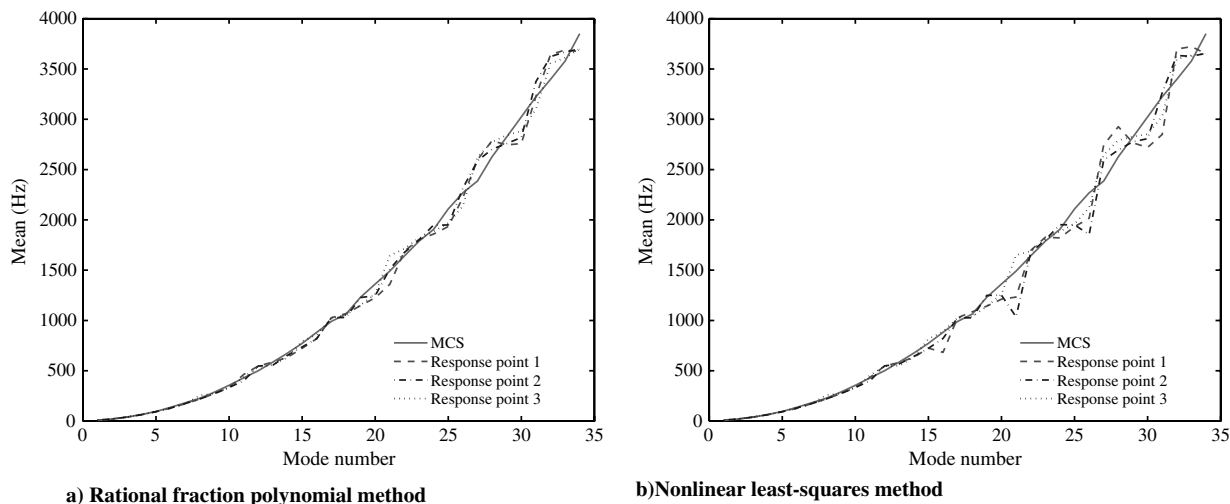 4000
3500
3000
2500
2000
1500
1000
500
0
Mean (Hz)
0 5 10 15 20 25 30 35
Mode number
MCS
Response point 1
Response point 2
Response point 3
a) Rational fraction polynomial method
4000
3500
3000
2500
2000
1500
1000
500
0
Mean (Hz)
0 5 10 15 20 25 30 35
Mode number
MCS
Response point 1
Response point 2
Response point 3
b)Nonlinear least-squares method